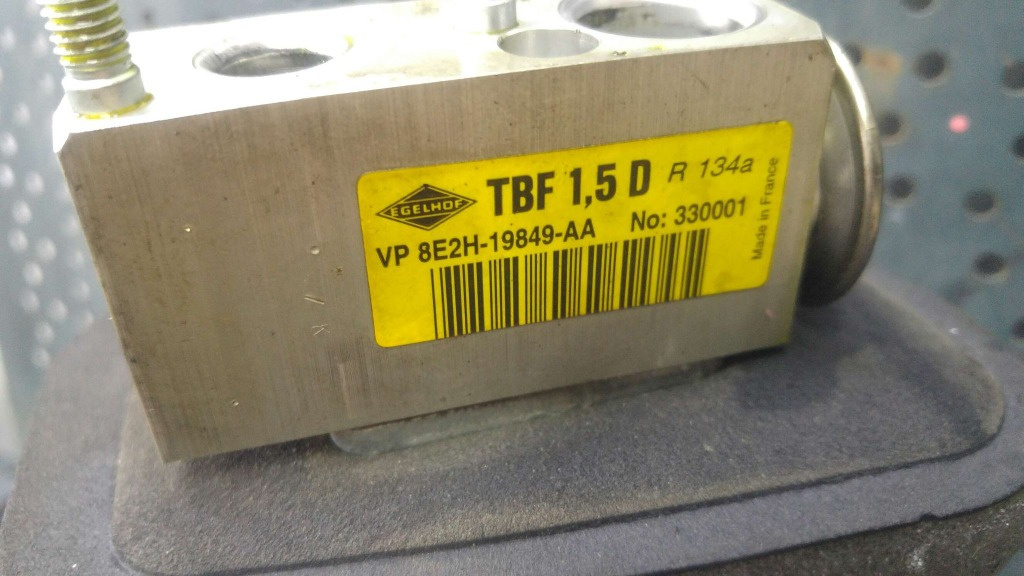 EGELHOF
TBF 1,5 D R 134a
VP 8E2H-19849-AA No: 330001
Made in France